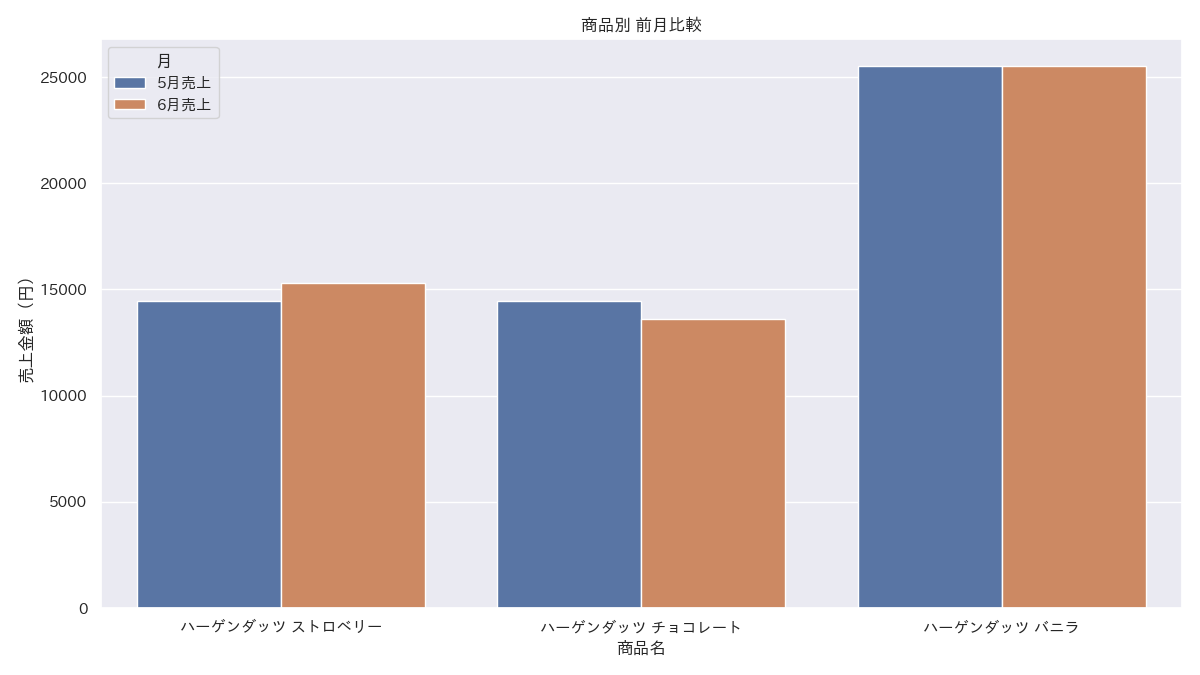 商品別 前月比較
月
5月売上
6月売上
売上金額（円）
25000
20000
15000
10000
5000
0
ハーゲンダッツ ストロベリー
ハーゲンダッツ チョコレート
ハーゲンダッツ バニラ
商品名